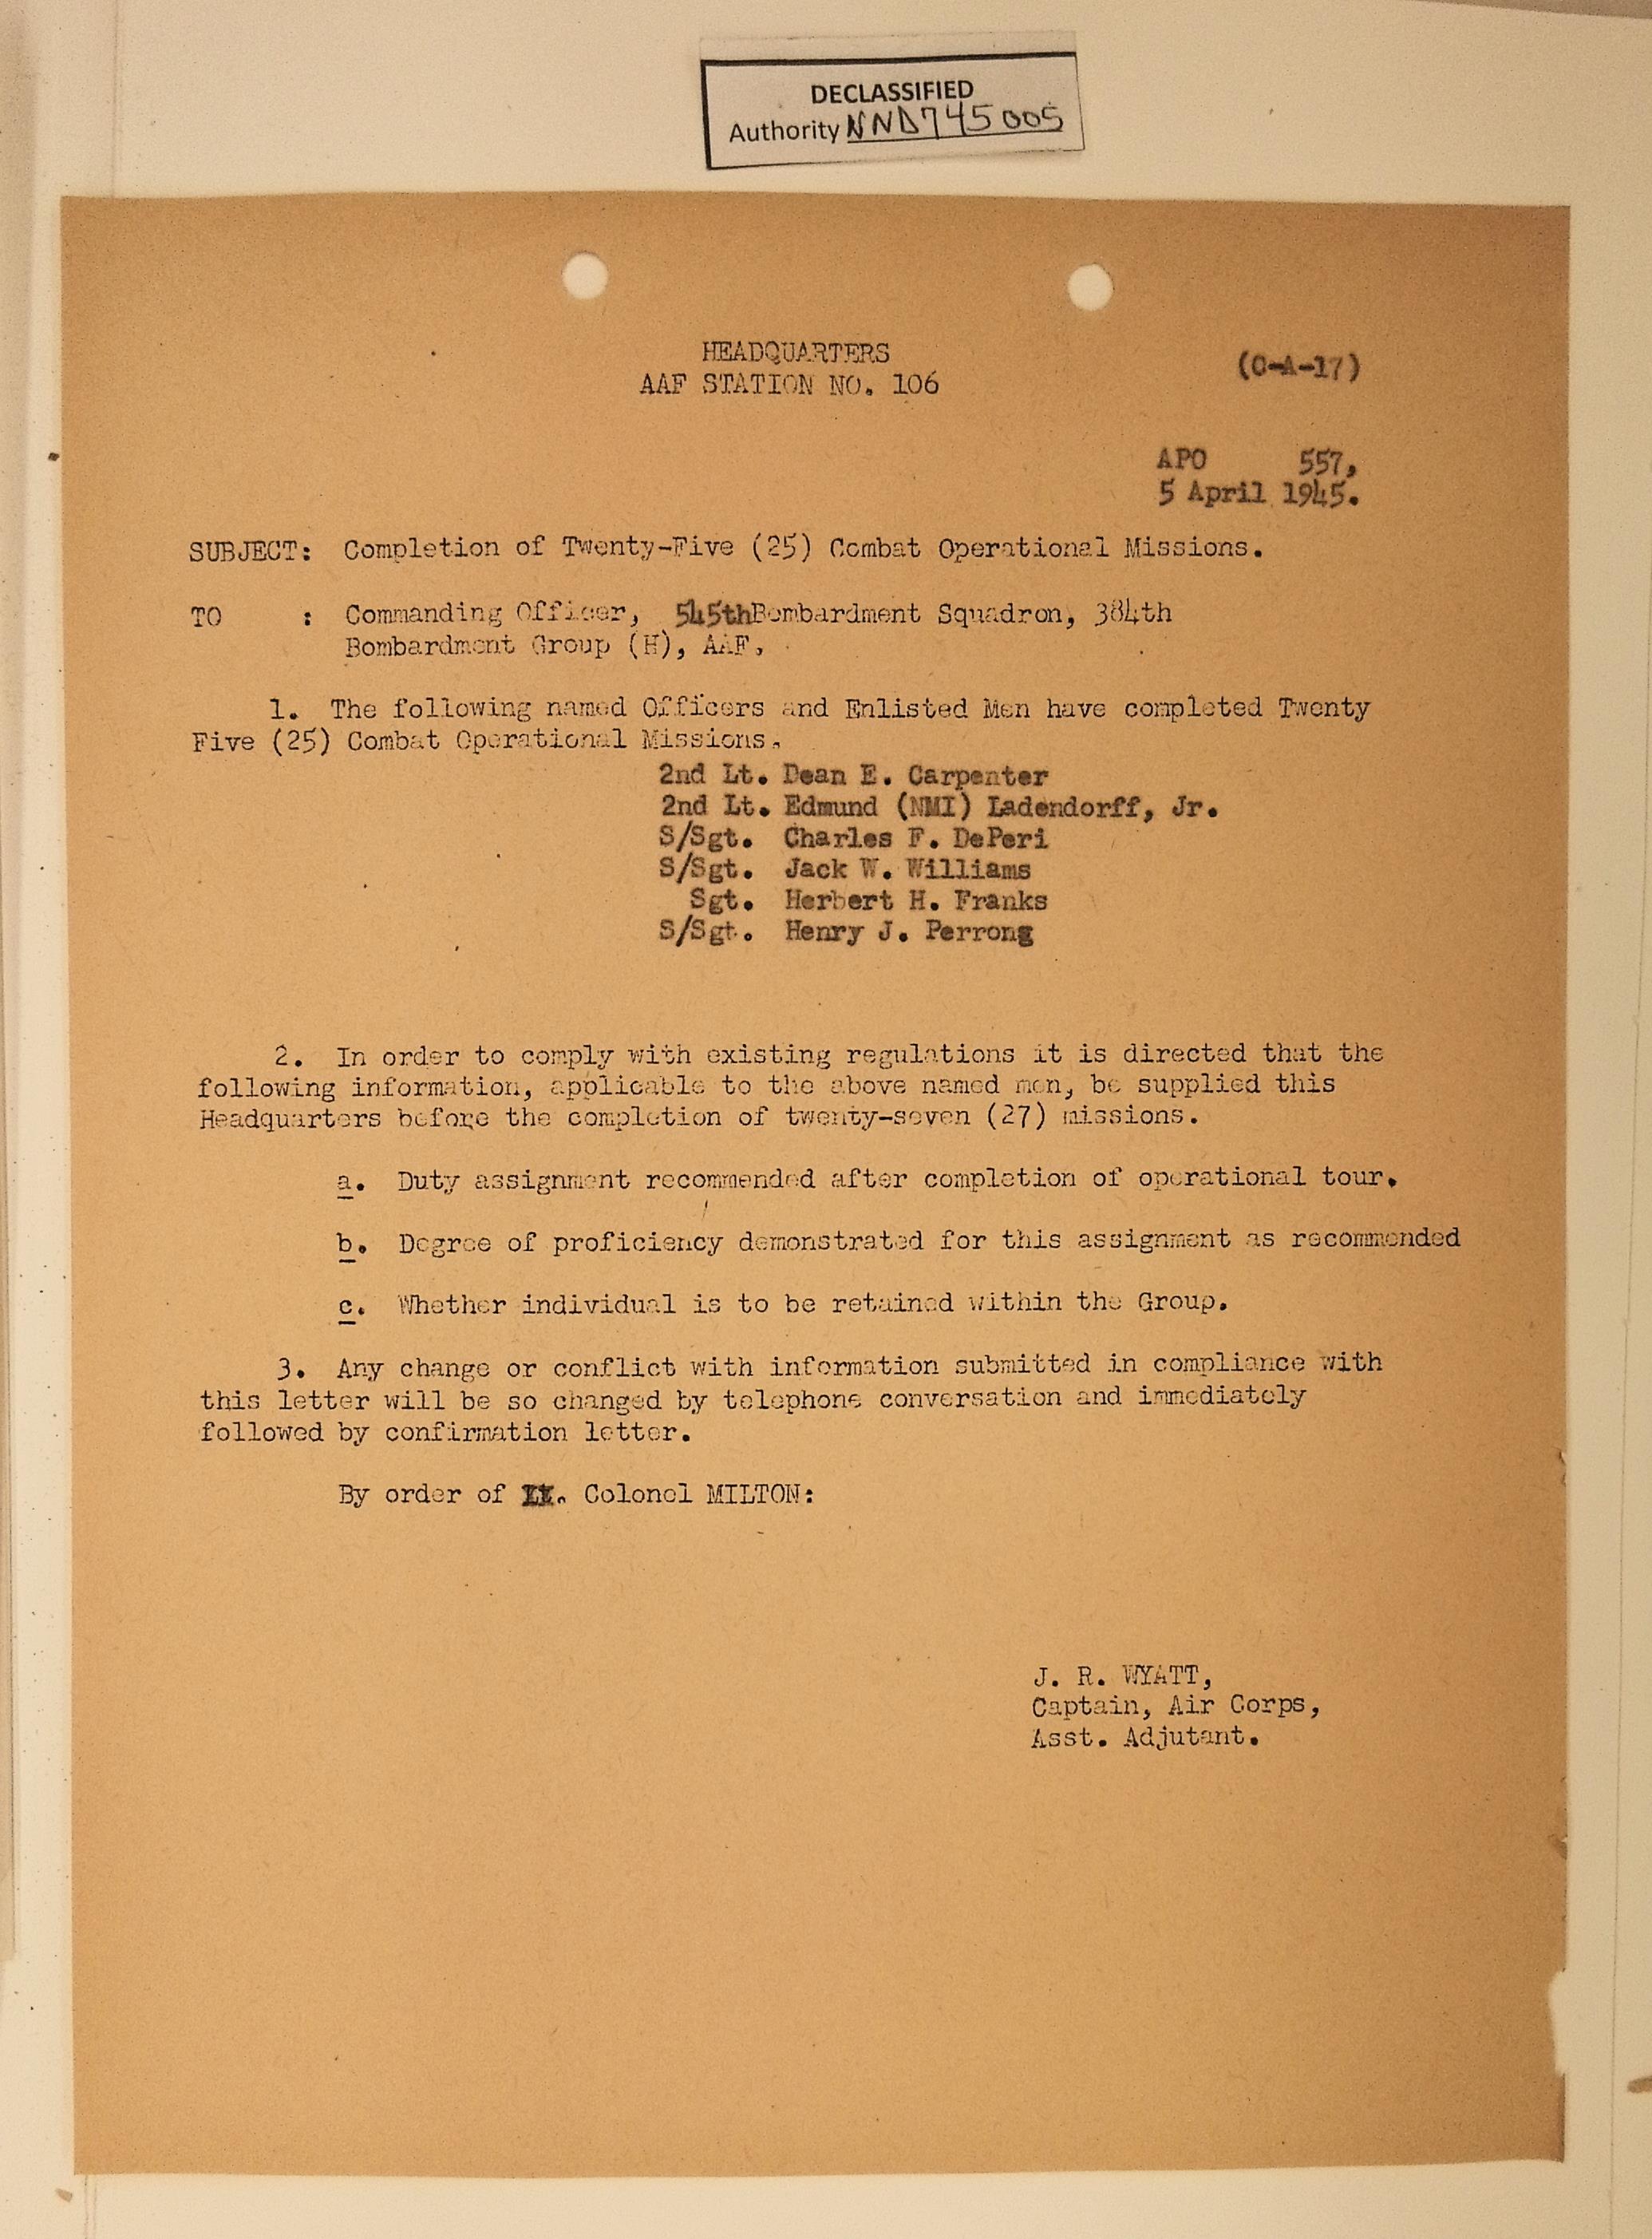 DECLASSIFIED
Authority NND745005
HEADQUARTERS
AAF STATION NO. 106
(C-A-17)
APO 557,
5 April 1945.
SUBJECT: Completion of Twenty-Five (25) Combat Operational Missions.
TO : Commanding Officer, 545thBombardment Squadron, 384th
Bombardment Group (H), AAF.
1. The following named Officers and Enlisted Men have completed Twenty
Five (25) Combat Operational Missions.
2nd Lt. Dean E. Carpenter
2nd Lt. Edmund (NMI) Ladendorff, Jr.
S/Sgt. Charles F. DePeri
S/Sgt. Jack W. Williams
Sgt. Herbert H. Franks
S/Sgt. Henry J. Perrong
2. In order to comply with existing regulations it is directed that the
following information, applicable to the above named men, be supplied this
Headquarters before the completion of twenty-seven (27) missions.
a. Duty assignment recommended after completion of operational tour.
b. Degree of proficiency demonstrated for this assignment as recommended
c. Whether individual is to be retained within the Group.
3. Any change or conflict with information submitted in compliance with
this letter will be so changed by telephone conversation and immediately
followed by confirmation letter.
By order of Colonel MILTON:
J. R. WYATT,
Captain, Air Corps,
Asst. Adjutant.